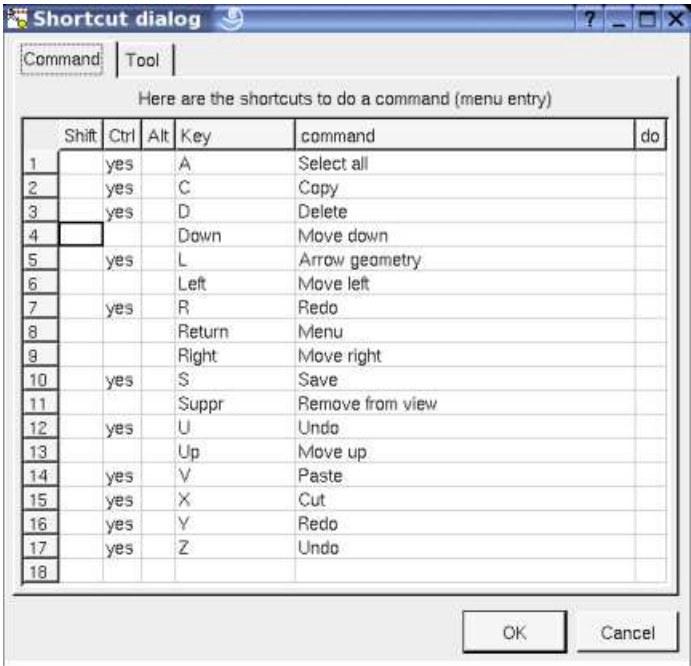 Shortcut dialog
Command Tool
Here are the shortcuts to do a command (menu entry)
Shift Ctrl Alt Key command do
1 yes A Select all
2 yes C Copy
3 yes D Delete
4 Down Move down
5 yes L Arrow geometry
6 Left Move left
7 yes R Redo
8 Return Menu
9 Right Move right
10 yes S Save
11 Suppr Remove from view
12 yes U Undo
13 Up Move up
14 yes V Paste
15 yes X Cut
16 yes Y Redo
17 yes Z Undo
18
OK Cancel